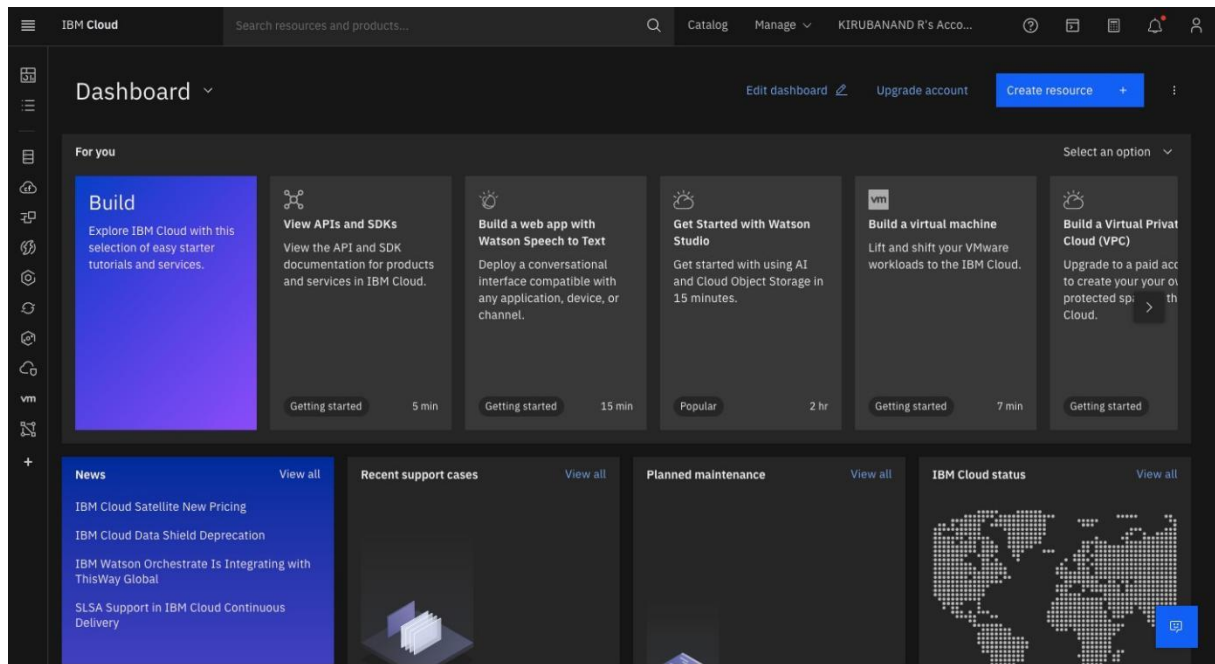 IBM Cloud
Search resources and products...
Catalog
Manage
KIRUBANAND R's Acco...
Dashboard
Edit dashboard
Upgrade account
Create resource +
For you
Select an option
Build
Explore IBM Cloud with this
selection of easy starter
tutorials and services.
View APIs and SDKs
View the API and SDK
documentation for products
and services in IBM Cloud.
Getting started
5 min
Build a web app with
Watson Speech to Text
Deploy a conversational
interface compatible with
any application, device, or
channel.
Getting started
15 min
Get Started with Watson
Studio
Get started with using AI
and Cloud Object Storage in
15 minutes.
Popular
2 hr
vm
Build a virtual machine
Lift and shift your VMware
workloads to the IBM Cloud.
Getting started
7 min
Build a Virtual Privat
Cloud (VPC)
Upgrade to a paid acc
to create your your
protected
Cloud.
Getting started
vm
News
View all
IBM Cloud Satellite New Pricing
IBM Cloud Data Shield Deprecation
IBM Watson Orchestrate Is Integrating with
ThisWay Global
SLSA Support in IBM Cloud Continuous
Delivery
Recent support cases
View all
Planned maintenance
View all
IBM Cloud status
View all